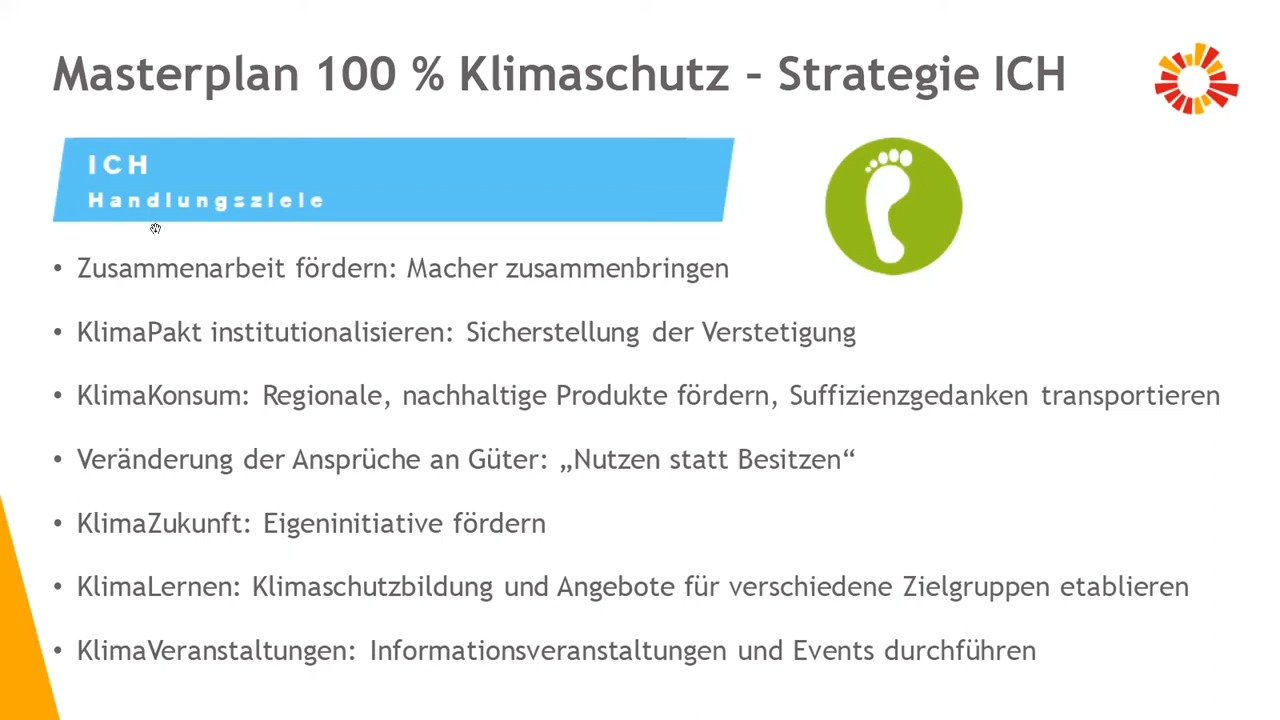 Masterplan 100 % Klimaschutz – Strategie ICH
ICH
Handlungsziele
• Zusammenarbeit fördern: Macher zusammenbringen
• KlimaPakt institutionalisieren: Sicherstellung der Verstetigung
• KlimaKonsum: Regionale, nachhaltige Produkte fördern, Suffizienzgedanken transportieren
• Veränderung der Ansprüche an Güter: „Nutzen statt Besitzen“
• KlimaZukunft: Eigeninitiative fördern
• KlimaLernen: Klimaschutzbildung und Angebote für verschiedene Zielgruppen etablieren
• KlimaVeranstaltungen: Informationsveranstaltungen und Events durchführen